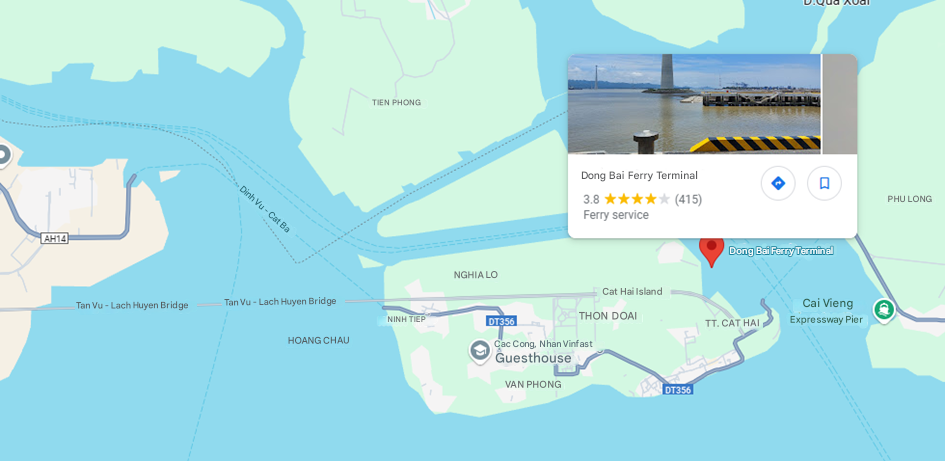 D.Quá Xoài
TIEN PHONG
Dong Bai Ferry Terminal
3.8
(415)
Ferry service
PHU LONG
Dinh Vu - Cat Ba
AH14
Dong Bai Ferry Terminal
NGHIA LO
Cat Hai Island
Tan Vu - Lach Huyen Bridge
Tan Vu - Lach Huyen Bridge
Cai Vieng
Expressway Pier
NINH TIEP
DT356
THON DOAI
TT. CAT HAI
HOANG CHAU
Cac Cong, Nhan Vinfast
Guesthouse
VAN PHONG
DT356